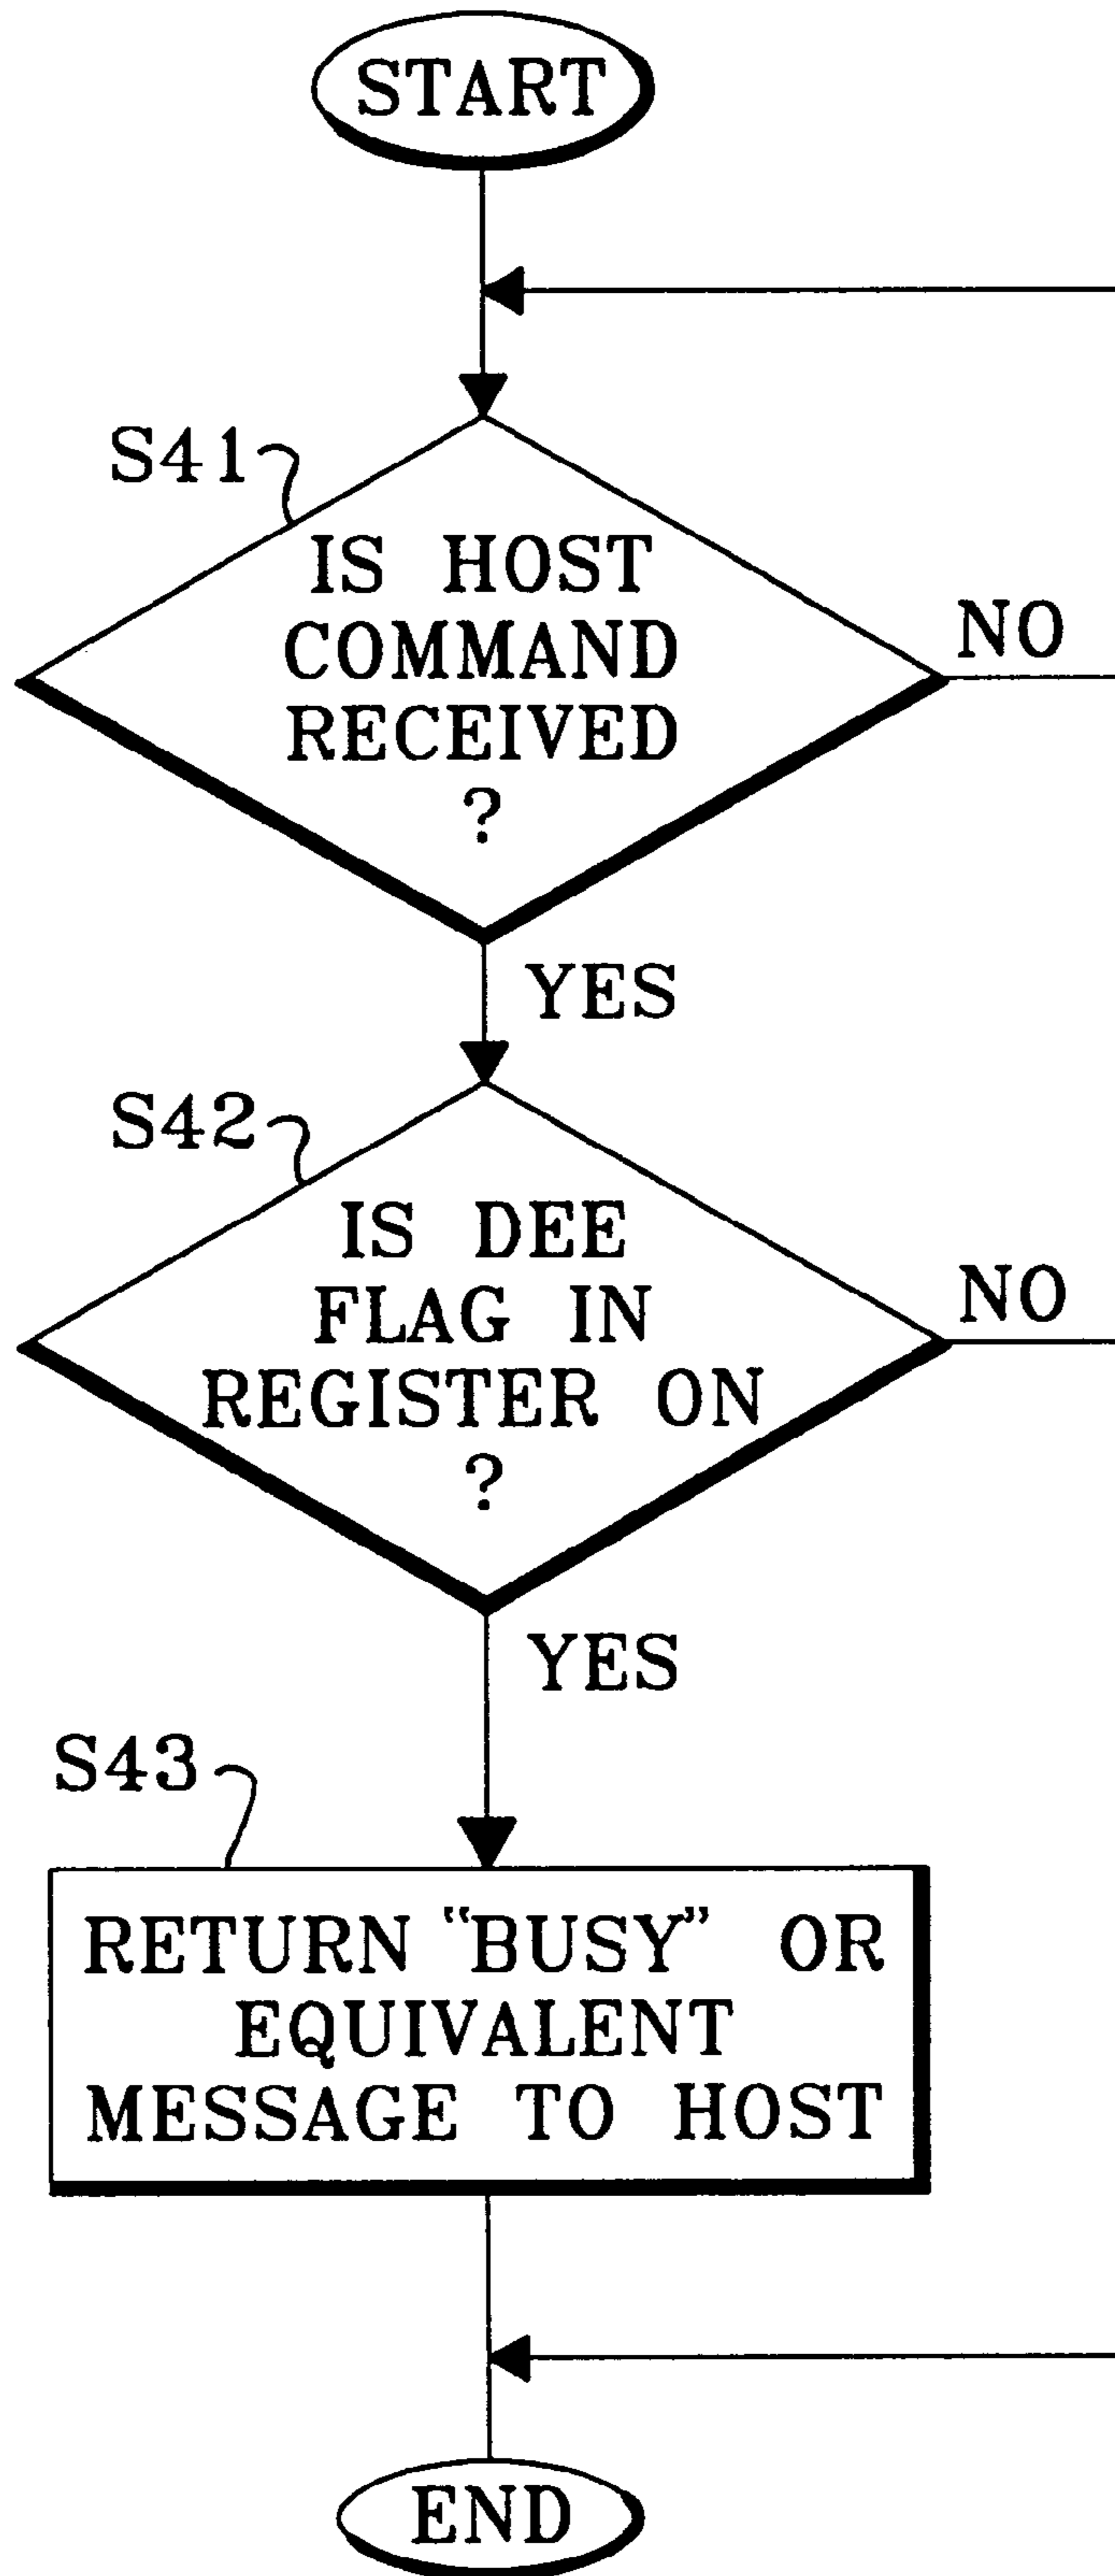 START
S41
IS HOST
COMMAND
RECEIVED
?
NO
YES
S42
IS DEE
FLAG IN
REGISTER ON
?
NO
YES
S43
RETURN “BUSY” OR
EQUIVALENT
MESSAGE TO HOST
END